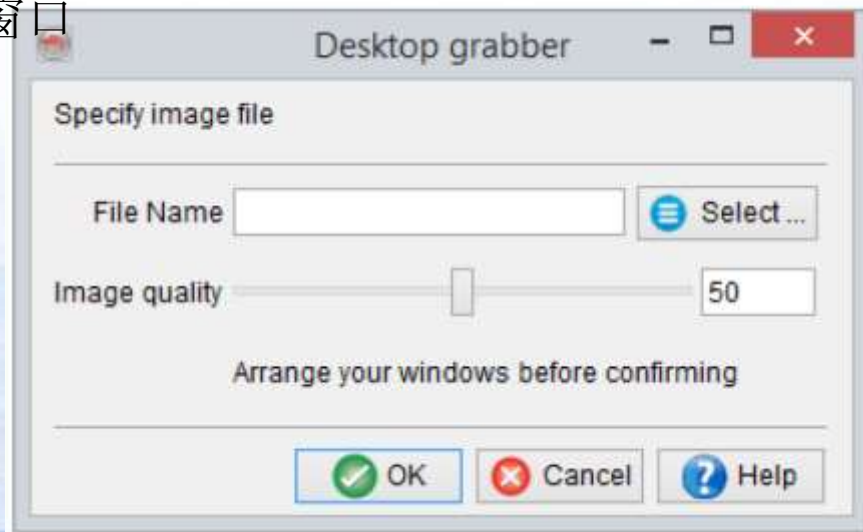 窗口
Desktop grabber
Specify image file
File Name
Select ...
Image quality
50
Arrange your windows before confirming
OK
Cancel
Help